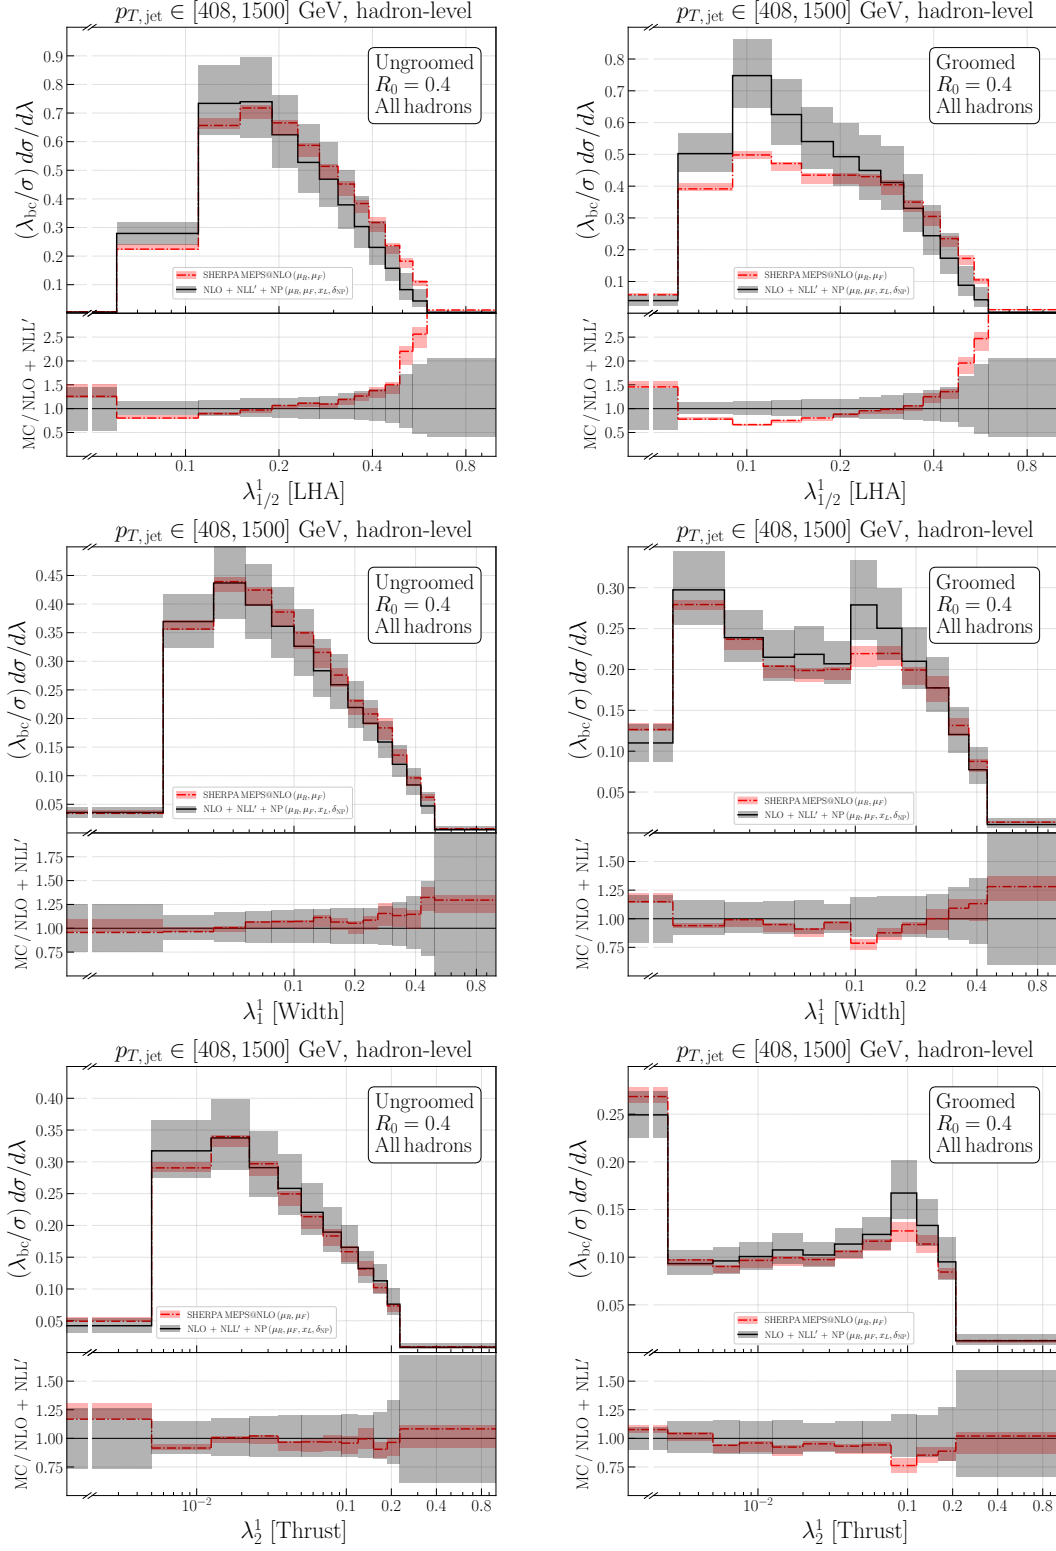 p_{T,jet} ∈ [408, 1500] GeV, hadron-level
(λ_bc/σ) dσ/dλ
0.9
0.8
0.7
0.6
0.5
0.4
0.3
0.2
0.1
Ungroomed
R_0 = 0.4
All hadrons
SHERPA MEPS@NLO (μ_R, μ_F)
NLO + NLL′ + NP (μ_R, μ_F, x_L, δ_NP)
MC / NLO + NLL′
2.5
2.0
1.5
1.0
0.5
0.1 0.2 0.4 0.8
λ^1_{1/2} [LHA]
p_{T,jet} ∈ [408, 1500] GeV, hadron-level
(λ_bc/σ) dσ/dλ
0.8
0.7
0.6
0.5
0.4
0.3
0.2
0.1
Groomed
R_0 = 0.4
All hadrons
SHERPA MEPS@NLO (μ_R, μ_F)
NLO + NLL′ + NP (μ_R, μ_F, x_L, δ_NP)
MC / NLO + NLL′
2.5
2.0
1.5
1.0
0.5
0.1 0.2 0.4 0.8
λ^1_{1/2} [LHA]
p_{T,jet} ∈ [408, 1500] GeV, hadron-level
(λ_bc/σ) dσ/dλ
0.45
0.40
0.35
0.30
0.25
0.20
0.15
0.10
0.05
Ungroomed
R_0 = 0.4
All hadrons
SHERPA MEPS@NLO (μ_R, μ_F)
NLO + NLL′ + NP (μ_R, μ_F, x_L, δ_NP)
MC / NLO + NLL′
1.75
1.50
1.25
1.00
0.75
0.1 0.2 0.4 0.8
λ^1_1 [Width]
p_{T,jet} ∈ [408, 1500] GeV, hadron-level
(λ_bc/σ) dσ/dλ
0.30
0.25
0.20
0.15
0.10
0.05
Groomed
R_0 = 0.4
All hadrons
SHERPA MEPS@NLO (μ_R, μ_F)
NLO + NLL′ + NP (μ_R, μ_F, x_L, δ_NP)
MC / NLO + NLL′
1.50
1.25
1.00
0.75
0.1 0.2 0.4 0.8
λ^1_1 [Width]
p_{T,jet} ∈ [408, 1500] GeV, hadron-level
(λ_bc/σ) dσ/dλ
0.40
0.35
0.30
0.25
0.20
0.15
0.10
0.05
Ungroomed
R_0 = 0.4
All hadrons
SHERPA MEPS@NLO (μ_R, μ_F)
NLO + NLL′ + NP (μ_R, μ_F, x_L, δ_NP)
MC / NLO + NLL′
1.50
1.25
1.00
0.75
10^{-2} 0.1 0.2 0.4 0.8
λ^1_2 [Thrust]
p_{T,jet} ∈ [408, 1500] GeV, hadron-level
(λ_bc/σ) dσ/dλ
0.25
0.20
0.15
0.10
0.05
Groomed
R_0 = 0.4
All hadrons
SHERPA MEPS@NLO (μ_R, μ_F)
NLO + NLL′ + NP (μ_R, μ_F, x_L, δ_NP)
MC / NLO + NLL′
1.50
1.25
1.00
0.75
10^{-2} 0.1 0.2 0.4 0.8
λ^1_2 [Thrust]